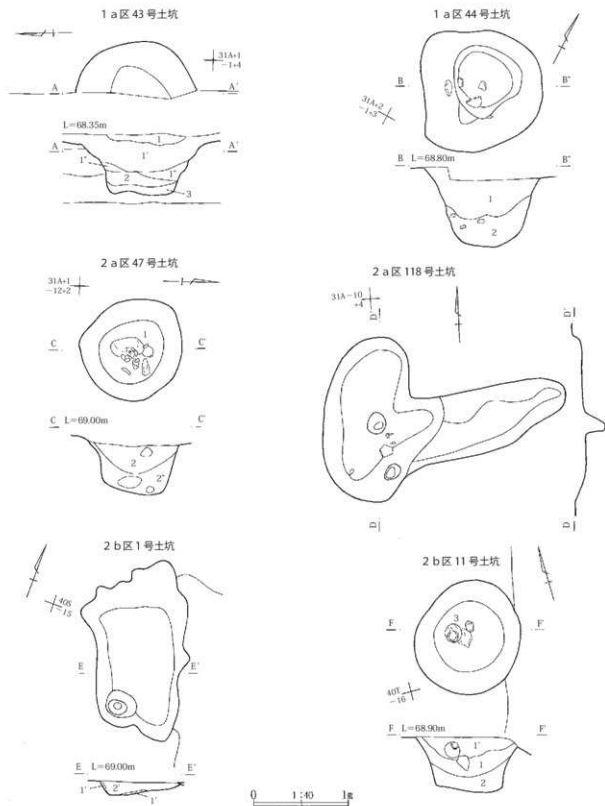 1a区43号土坑
31A+1
-1+4
A
A'
L=68.35m
A
A'
1
1'
1"
1"
2
3
1a区44号土坑
31A+2
-1+3
B
B"
B
L=68.80m
B"
1
2
2a区47号土坑
31A+1
-12+2
C
C'
1
C
L=69.00m
C'
2
2"
2a区118号土坑
31A-10
+4
D'
D'
D
D
2b区1号土坑
40S
-15
E
E'
E
L=69.00m
E'
1'
2'
1'
2b区11号土坑
3
F
F'
40T
-16
F
L=68.90m
F'
1'
1
2
0
1:40
1m